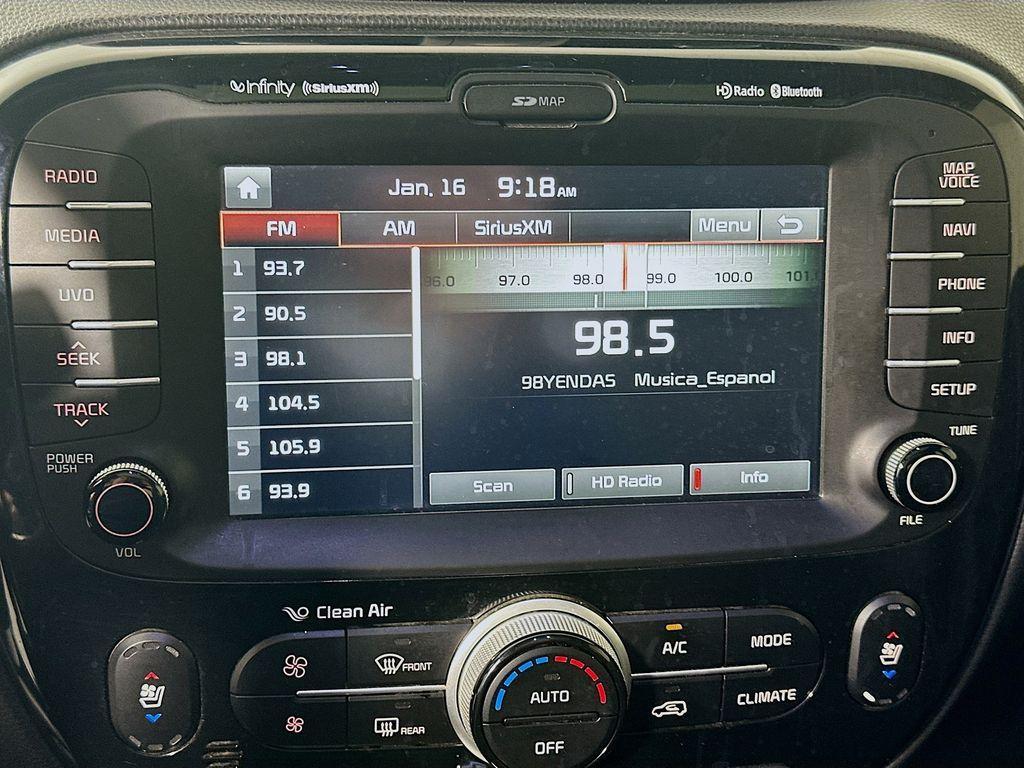 Infinity SiriusXM
SD MAP
HD Radio Bluetooth
RADIO
MEDIA
UVO
SEEK
TRACK
POWER
PUSH
VOL
Jan. 16 9:18 AM
FM AM SiriusXM Menu
1 93.7
2 90.5
3 98.1
4 104.5
5 105.9
6 93.9
96.0 97.0 98.0 99.0 100.0 101.
98.5
98YENDAS Musica_Espanol
Scan HD Radio Info
MAP
VOICE
NAVI
PHONE
INFO
SETUP
TUNE
FILE
Clean Air
FRONT
REAR
AUTO
OFF
A/C
MODE
CLIMATE